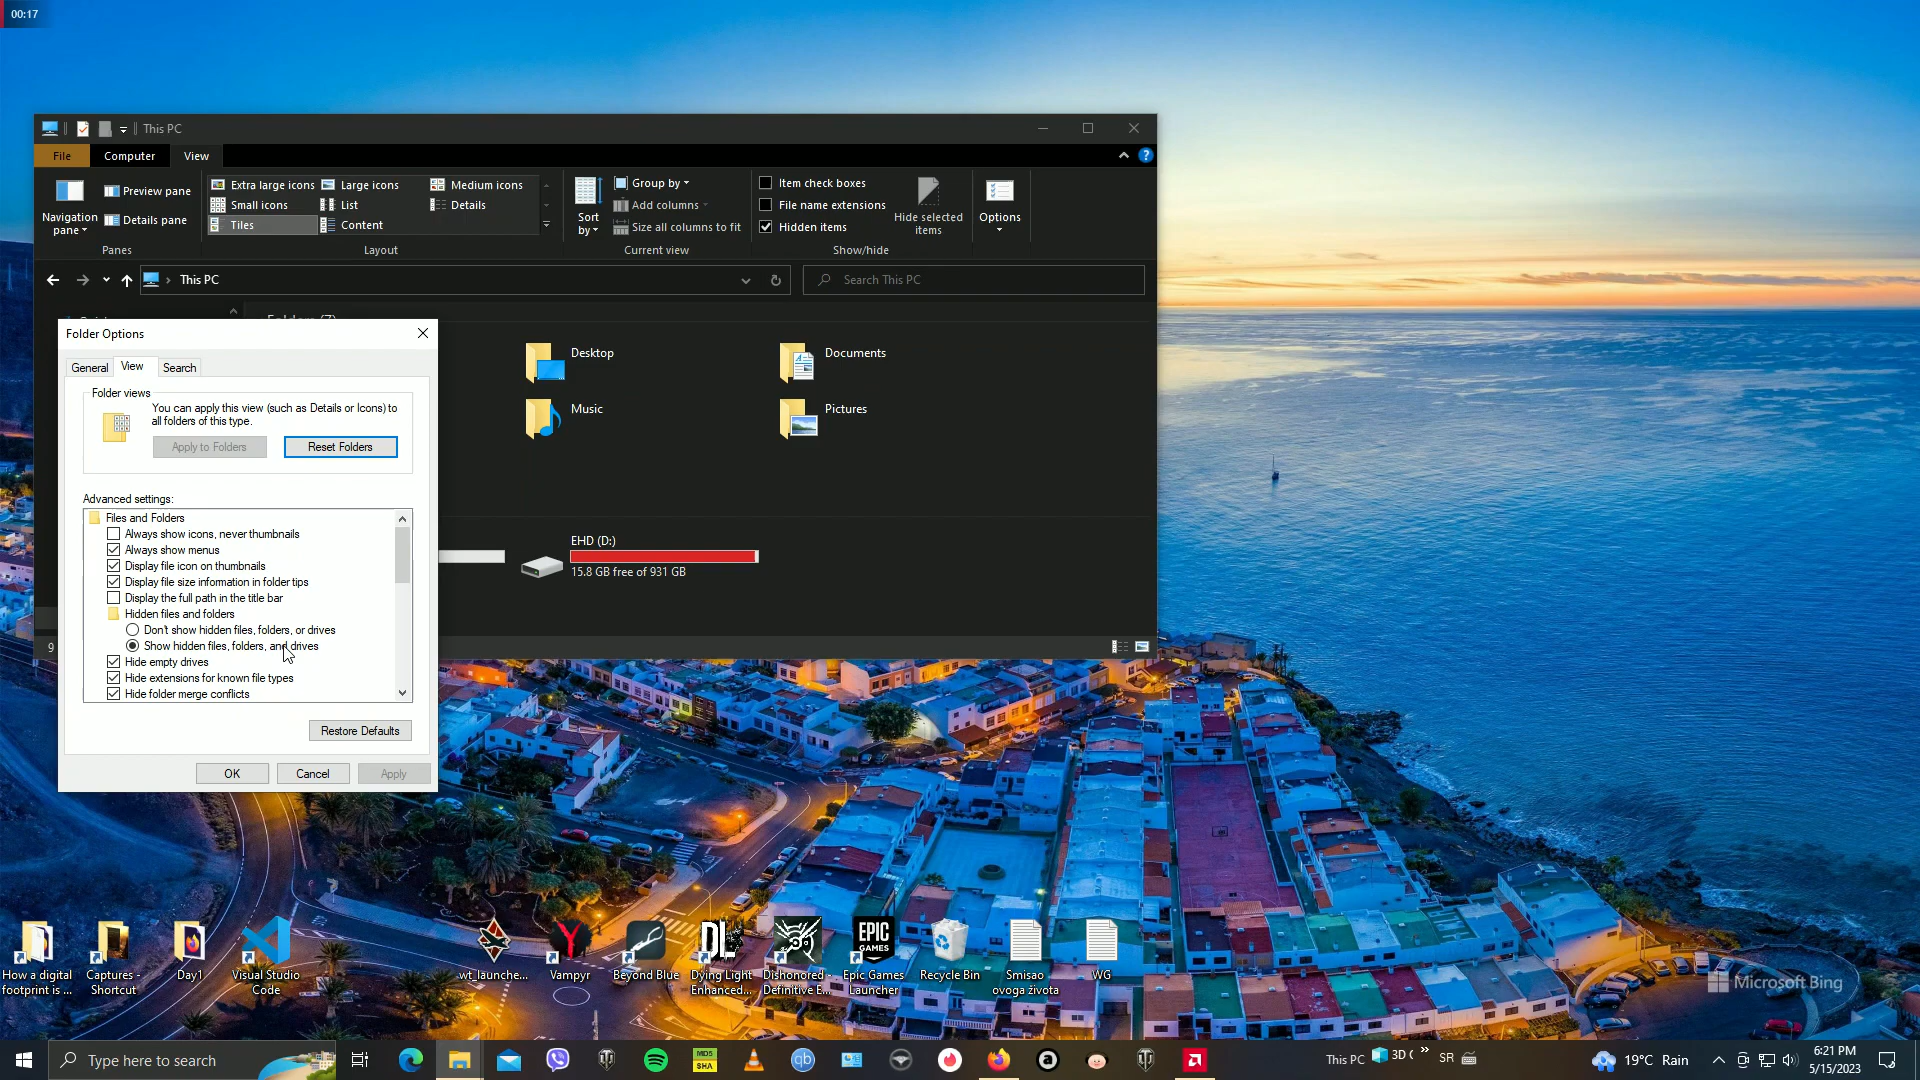 00:17
This PC
File
Computer
View
Navigation
pane
Preview pane
Details pane
Extra large icons
Large icons
Medium icons
Small icons
List
Details
Tiles
Content
Sort
by
Group by
Add columns
Size all columns to fit
Item check boxes
File name extensions
Hidden items
Hide selected
items
Options
Panes
Layout
Current view
Show/hide
This PC
Search This PC
Desktop
Documents
Music
Pictures
EHD (D:)
15.8 GB free of 931 GB
9
Folder Options
General
View
Search
Folder views
You can apply this view (such as Details or Icons) to
all folders of this type.
Apply to Folders
Reset Folders
Advanced settings:
Files and Folders
Always show icons, never thumbnails
Always show menus
Display file icon on thumbnails
Display file size information in folder tips
Display the full path in the title bar
Hidden files and folders
Don't show hidden files, folders, or drives
Show hidden files, folders, and drives
Hide empty drives
Hide extensions for known file types
Hide folder merge conflicts
Restore Defaults
OK
Cancel
Apply
How a digital
footprint is ...
Captures -
Shortcut
Day1
Visual Studio
Code
wt_launche...
Vampyr
Beyond Blue
DL
Dying Light
Enhanced...
Dishonored -
Definitive E...
EPIC
GAMES
Epic Games
Launcher
Recycle Bin
Smisao
ovoga života
WG
Microsoft Bing
Type here to search
MD5
SHA
qb
a
This PC
3D
SR
19°C Rain
6:21 PM
5/15/2023